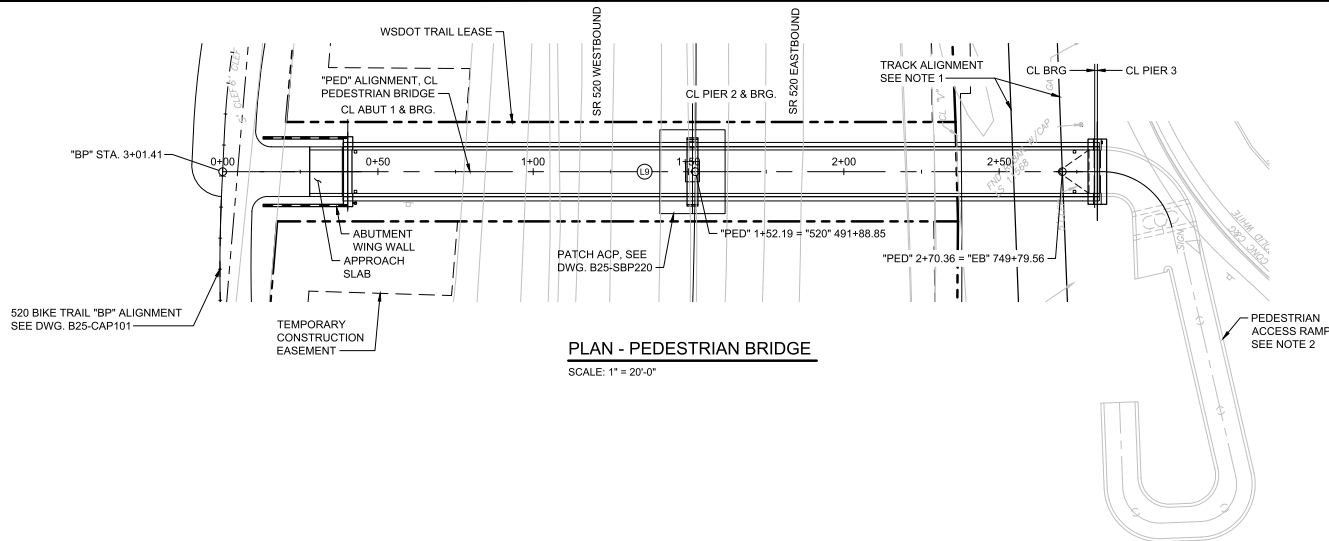 WSDOT TRAIL LEASE
SR 520 WESTBOUND
SR 520 EASTBOUND
"PED" ALIGNMENT, CL
PEDESTRIAN BRIDGE
CL ABUT 1 & BRG.
CL PIER 2 & BRG.
TRACK ALIGNMENT
SEE NOTE 1
CL BRG
CL PIER 3
"BP" STA. 3+01.41
0+00
0+50
1+00
L9
1+50
2+00
2+50
ABUTMENT
WING WALL
APPROACH
SLAB
"PED" 1+52.19 = "520" 491+88.85
PATCH ACP, SEE
DWG. B25-SBP220
"PED" 2+70.36 = "EB" 749+79.56
520 BIKE TRAIL "BP" ALIGNMENT
SEE DWG. B25-CAP101
TEMPORARY
CONSTRUCTION
EASEMENT
PEDESTRIAN
ACCESS RAMP
SEE NOTE 2
PLAN - PEDESTRIAN BRIDGE
SCALE: 1" = 20'-0"
CONC C&G